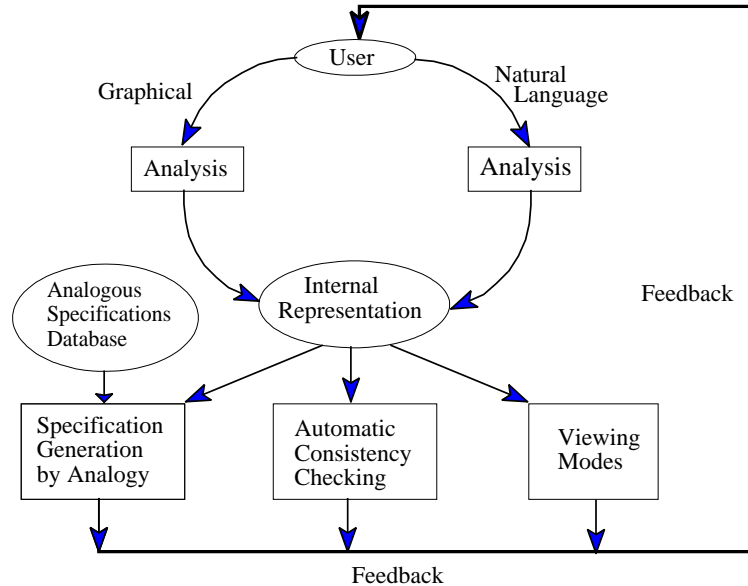 User
Graphical
Natural
Language
Analysis
Analysis
Analogous
Specifications
Database
Internal
Representation
Feedback
Specification
Generation
by Analogy
Automatic
Consistency
Checking
Viewing
Modes
Feedback